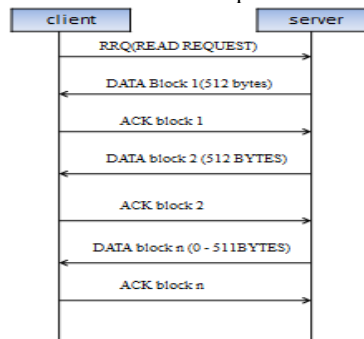 client server
RRQ(READ REQUEST)
DATA Block 1(512 bytes)
ACK block 1
DATA block 2 (512 BYTES)
ACK block 2
DATA block n (0 - 511BYTES)
ACK block n